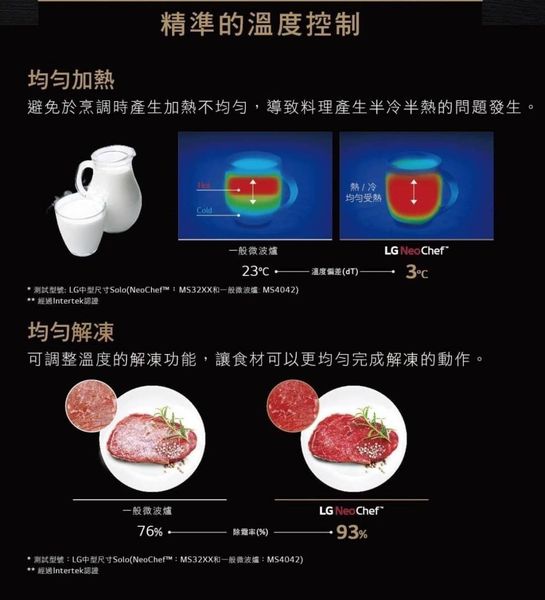 精準的溫度控制
均勻加熱
避免於烹調時產生加熱不均勻，導致料理產生半冷半熱的問題發生。
Hot
Cold
熱 / 冷
均勻受熱
一般微波爐
LG NeoChef™
23℃ 溫度偏差(dT) 3℃
* 測試型號: LG中型尺寸Solo(NeoChef™：MS32XX和一般微波爐: MS4042)
** 經過Intertek認證
均勻解凍
可調整溫度的解凍功能，讓食材可以更均勻完成解凍的動作。
一般微波爐
LG NeoChef™
76% 除霜率(%) 93%
* 測試型號：LG中型尺寸Solo(NeoChef™：MS32XX和一般微波爐：MS4042)
** 經過Intertek認證